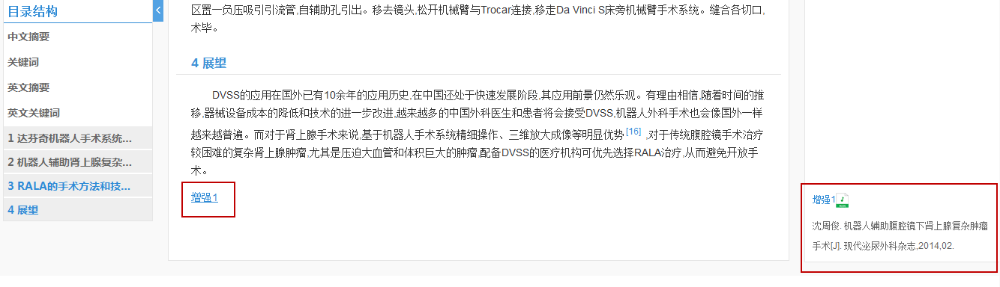 目录结构
中文摘要
关键词
英文摘要
英文关键词
1 达芬奇机器人手术系统...
2 机器人辅助肾上腺复杂...
3 RALA的手术方法和技...
4 展望
区置一负压吸引引流管,自辅助孔引出。移去镜头,松开机械臂与Trocar连接,移走Da Vinci S床旁机械臂手术系统。缝合各切口,
术毕。
4 展望
DVSS的应用在国外已有10余年的应用历史,在中国还处于快速发展阶段,其应用前景仍然乐观。有理由相信,随着时间的推
移,器械设备成本的降低和技术的进一步改进,越来越多的中国外科医生和患者将会接受DVSS,机器人外科手术也会像国外一样
越来越普遍。而对于肾上腺手术来说,基于机器人手术系统精细操作、三维放大成像等明显优势[16] ,对于传统腹腔镜手术治疗
较困难的复杂肾上腺肿瘤,尤其是压迫大血管和体积巨大的肿瘤,配备DVSS的医疗机构可优先选择RALA治疗,从而避免开放手
术。
增强1
增强1
沈周俊. 机器人辅助腹腔镜下肾上腺复杂肿瘤
手术[J]. 现代泌尿外科杂志,2014,02.